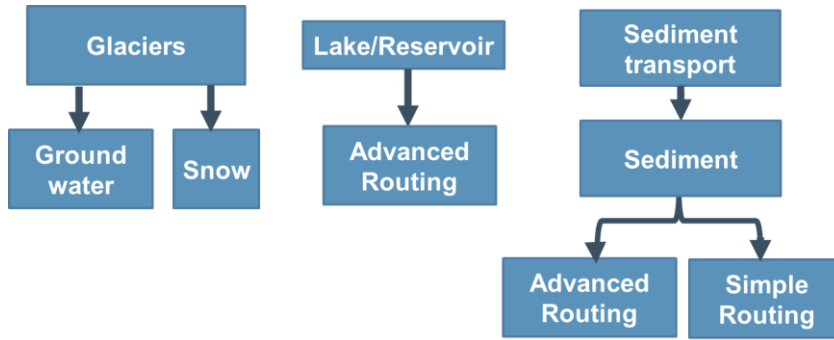 Glaciers
Ground
water
Snow
Lake/Reservoir
Advanced
Routing
Sediment
transport
Sediment
Advanced
Routing
Simple
Routing